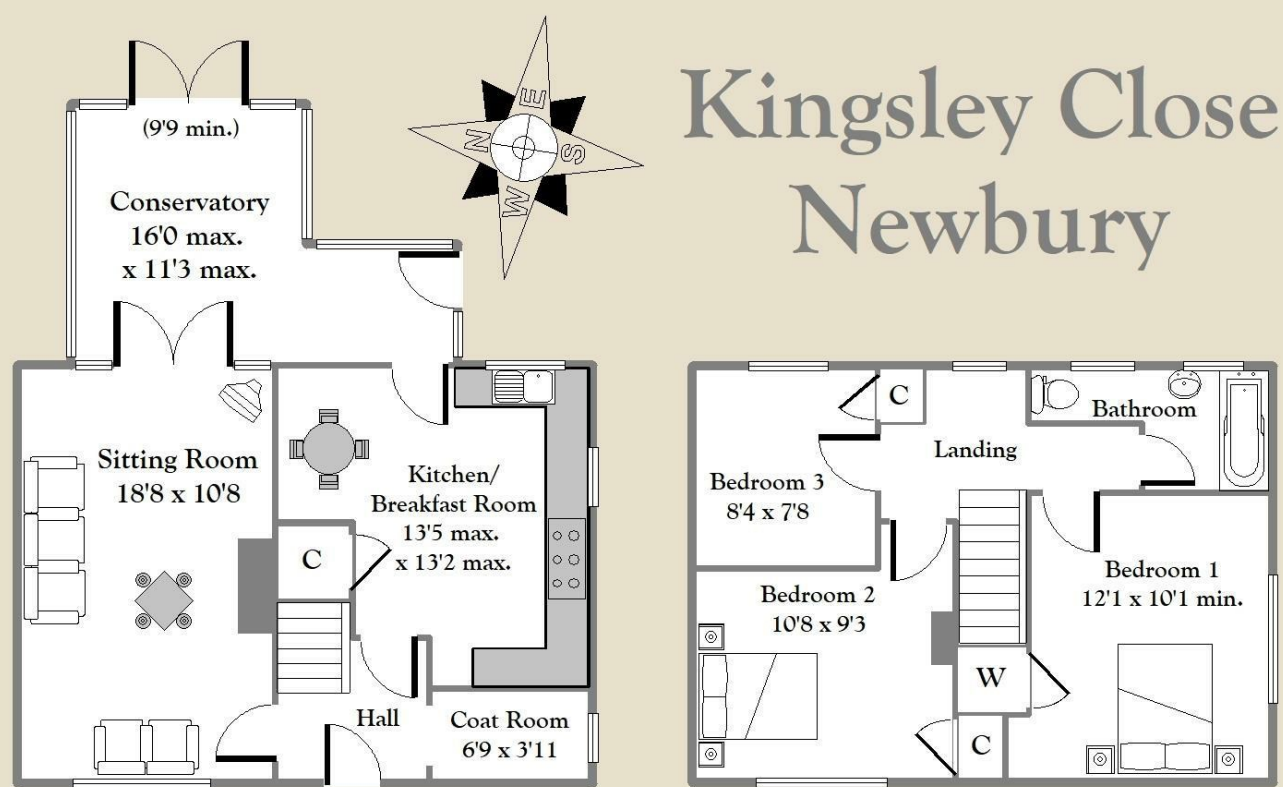 Kingsley Close
Newbury
(9'9 min.)
Conservatory
16'0 max.
x 11'3 max.
N
E
S
W
Sitting Room
18'8 x 10'8
Kitchen/
Breakfast Room
13'5 max.
x 13'2 max.
C
Hall
Coat Room
6'9 x 3'11
C
Bathroom
Landing
Bedroom 3
8'4 x 7'8
Bedroom 2
10'8 x 9'3
Bedroom 1
12'1 x 10'1 min.
W
C